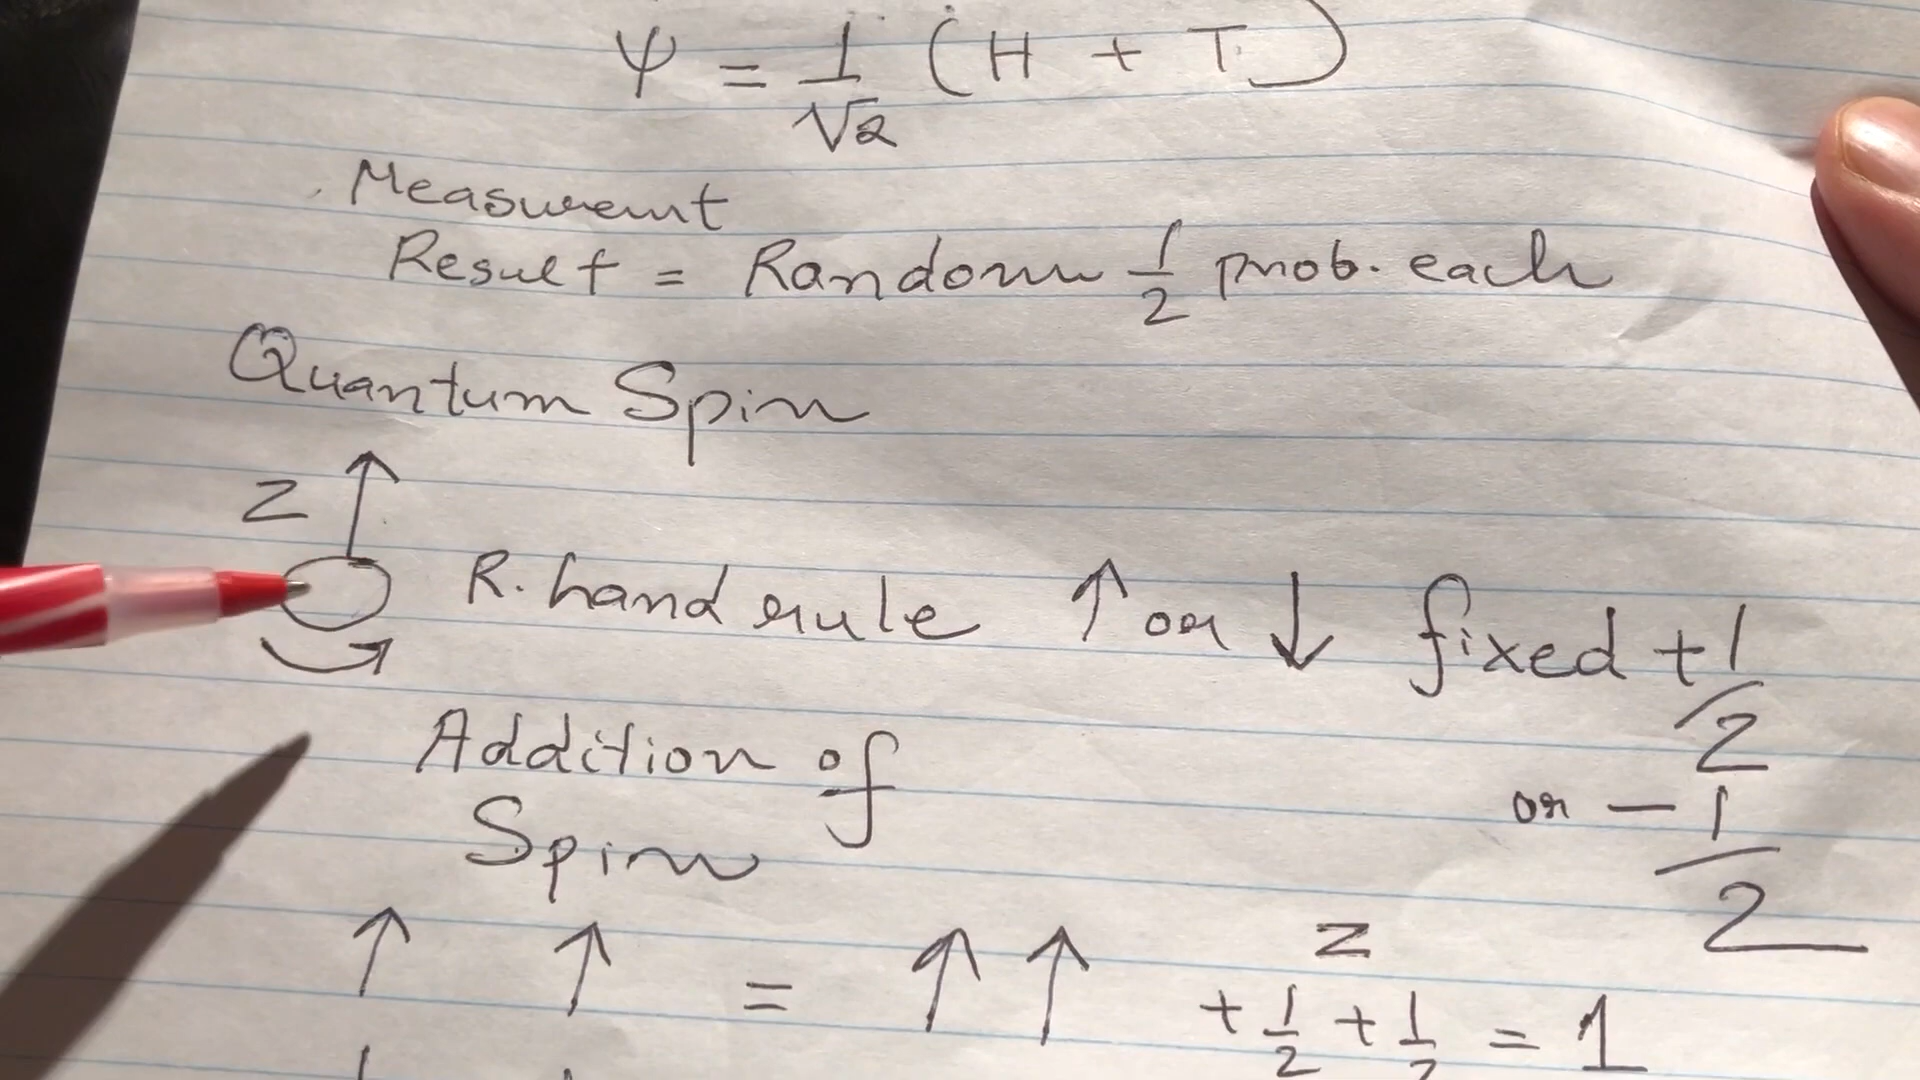 ψ = 1/√2 (H + T)
Measurement
Result = Random 1/2 prob. each
Quantum Spin
Z ↑
R. hand rule ↑ or ↓ fixed + 1/2
or - 1/2
Addition of
Spin
↑ ↑ = ↑↑
z
+ 1/2 + 1/2 = 1